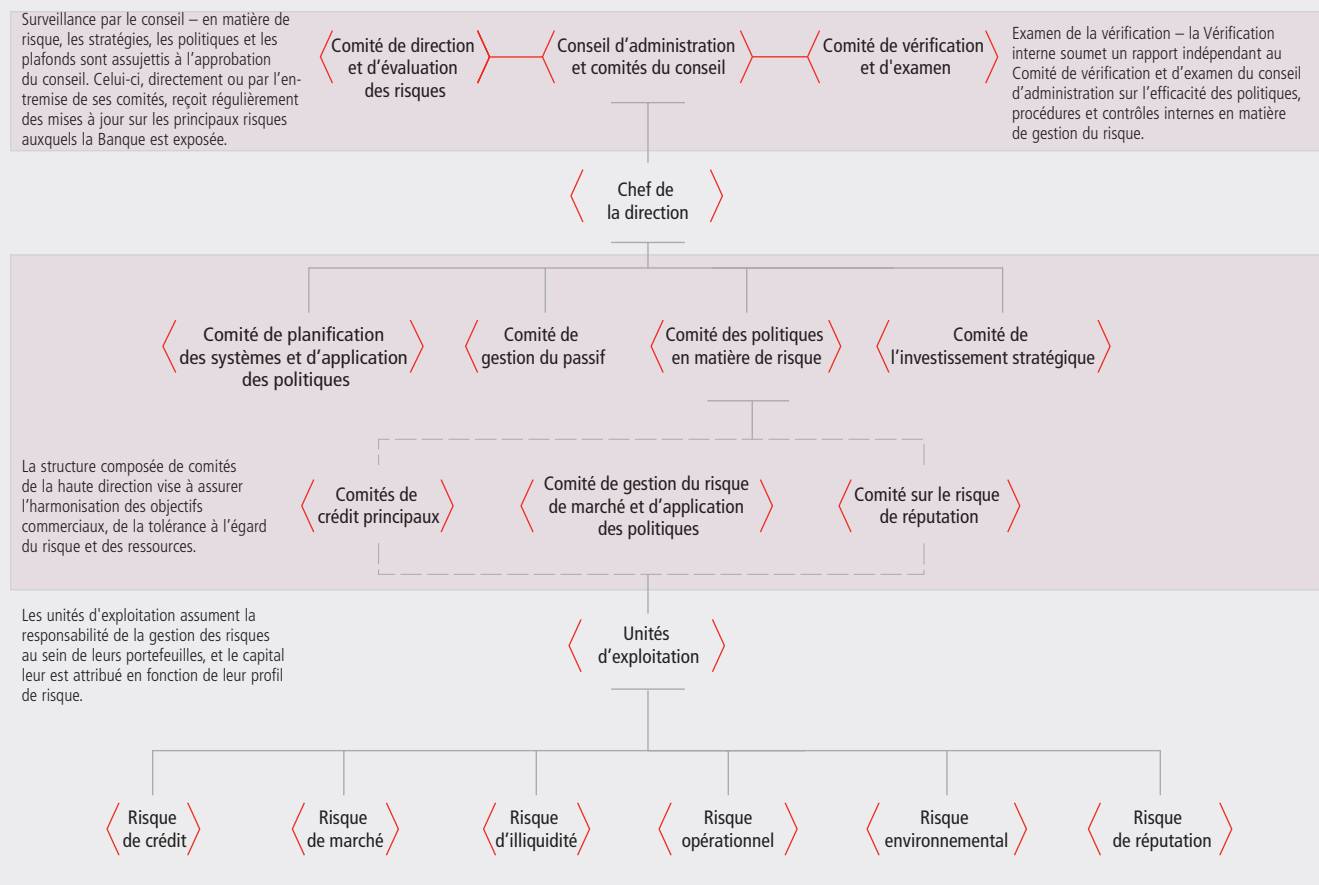 Surveillance par le conseil – en matière de
risque, les stratégies, les politiques et les
plafonds sont assujettis à l'approbation
du conseil. Celui-ci, directement ou par l'en-
tremise de ses comités, reçoit régulièrement
des mises à jour sur les principaux risques
auxquels la Banque est exposée.
Comité de direction
et d'évaluation
des risques
Conseil d'administration
et comités du conseil
Comité de vérification
et d'examen
Examen de la vérification – la Vérification
interne soumet un rapport indépendant au
Comité de vérification et d'examen du conseil
d'administration sur l'efficacité des politiques,
procédures et contrôles internes en matière
de gestion du risque.
Chef de
la direction
Comité de planification
des systèmes et d'application
des politiques
Comité de
gestion du passif
Comité des politiques
en matière de risque
Comité de
l'investissement stratégique
La structure composée de comités
de la haute direction vise à assurer
l'harmonisation des objectifs
commerciaux, de la tolérance à l'égard
du risque et des ressources.
Comités de
crédit principaux
Comité de gestion du risque
de marché et d'application
des politiques
Comité sur le risque
de réputation
Les unités d'exploitation assument la
responsabilité de la gestion des risques
au sein de leurs portefeuilles, et le capital
leur est attribué en fonction de leur profil
de risque.
Unités
d'exploitation
Risque
de crédit
Risque
de marché
Risque
d'illiquidité
Risque
opérationnel
Risque
environnemental
Risque
de réputation